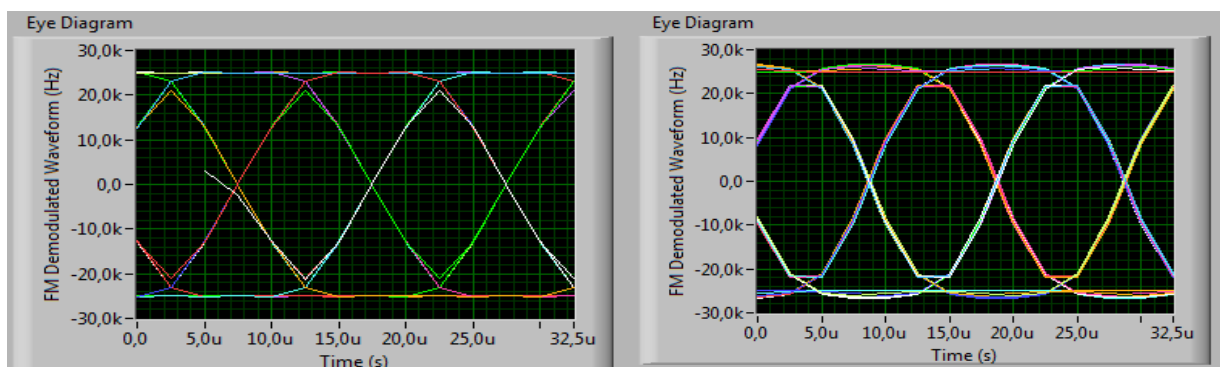 Eye Diagram
FM Demodulated Waveform (Hz)
30,0k
20,0k
10,0k
0,0
-10,0k
-20,0k
-30,0k
0,0 5,0u 10,0u 15,0u 20,0u 25,0u 32,5u
Time (s)
Eye Diagram
FM Demodulated Waveform (Hz)
30,0k
20,0k
10,0k
0,0
-10,0k
-20,0k
-30,0k
0,0 5,0u 10,0u 15,0u 20,0u 25,0u 32,5u
Time (s)